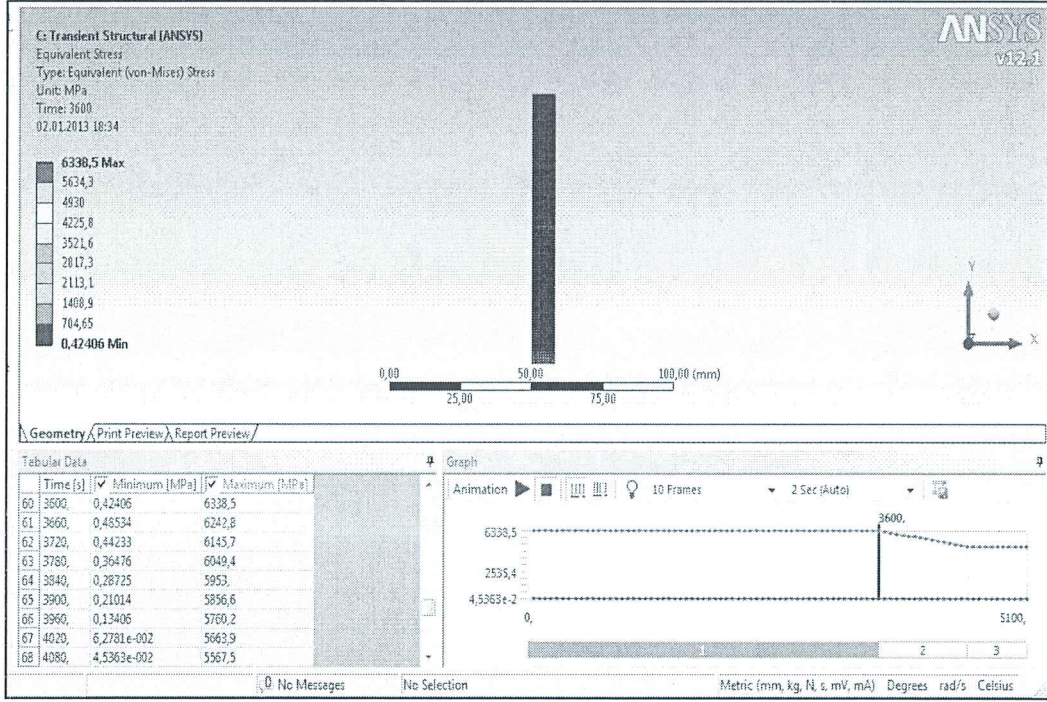 ANSYS
v12.1
C: Transient Structural (ANSYS)
Equivalent Stress
Type: Equivalent (von-Mises) Stress
Unit: MPa
Time: 3600
02.01.2013 18:34
6338,5 Max
5634,3
4930
4225,8
3521,6
2817,3
2113,1
1408,9
704,65
0,42406 Min
Y
X
0,00 50,00 100,00 (mm)
25,00 75,00
Geometry Print Preview Report Preview
Tabular Data
Time [s] Minimum [MPa] Maximum [MPa]
60 3600, 0,42406 6338,5
61 3660, 0,48534 6242,8
62 3720, 0,44233 6145,7
63 3780, 0,36476 6049,4
64 3840, 0,28725 5953,
65 3900, 0,21014 5856,6
66 3960, 0,13406 5760,2
67 4020, 6,2781e-002 5663,9
68 4080, 4,5363e-002 5567,5
Graph
Animation 10 Frames 2 Sec (Auto)
3600,
6338,5
2535,4
4,5363e-2
0, 5100,
1 2 3
0 No Messages No Selection Metric (mm, kg, N, s, mV, mA) Degrees rad/s Celsius